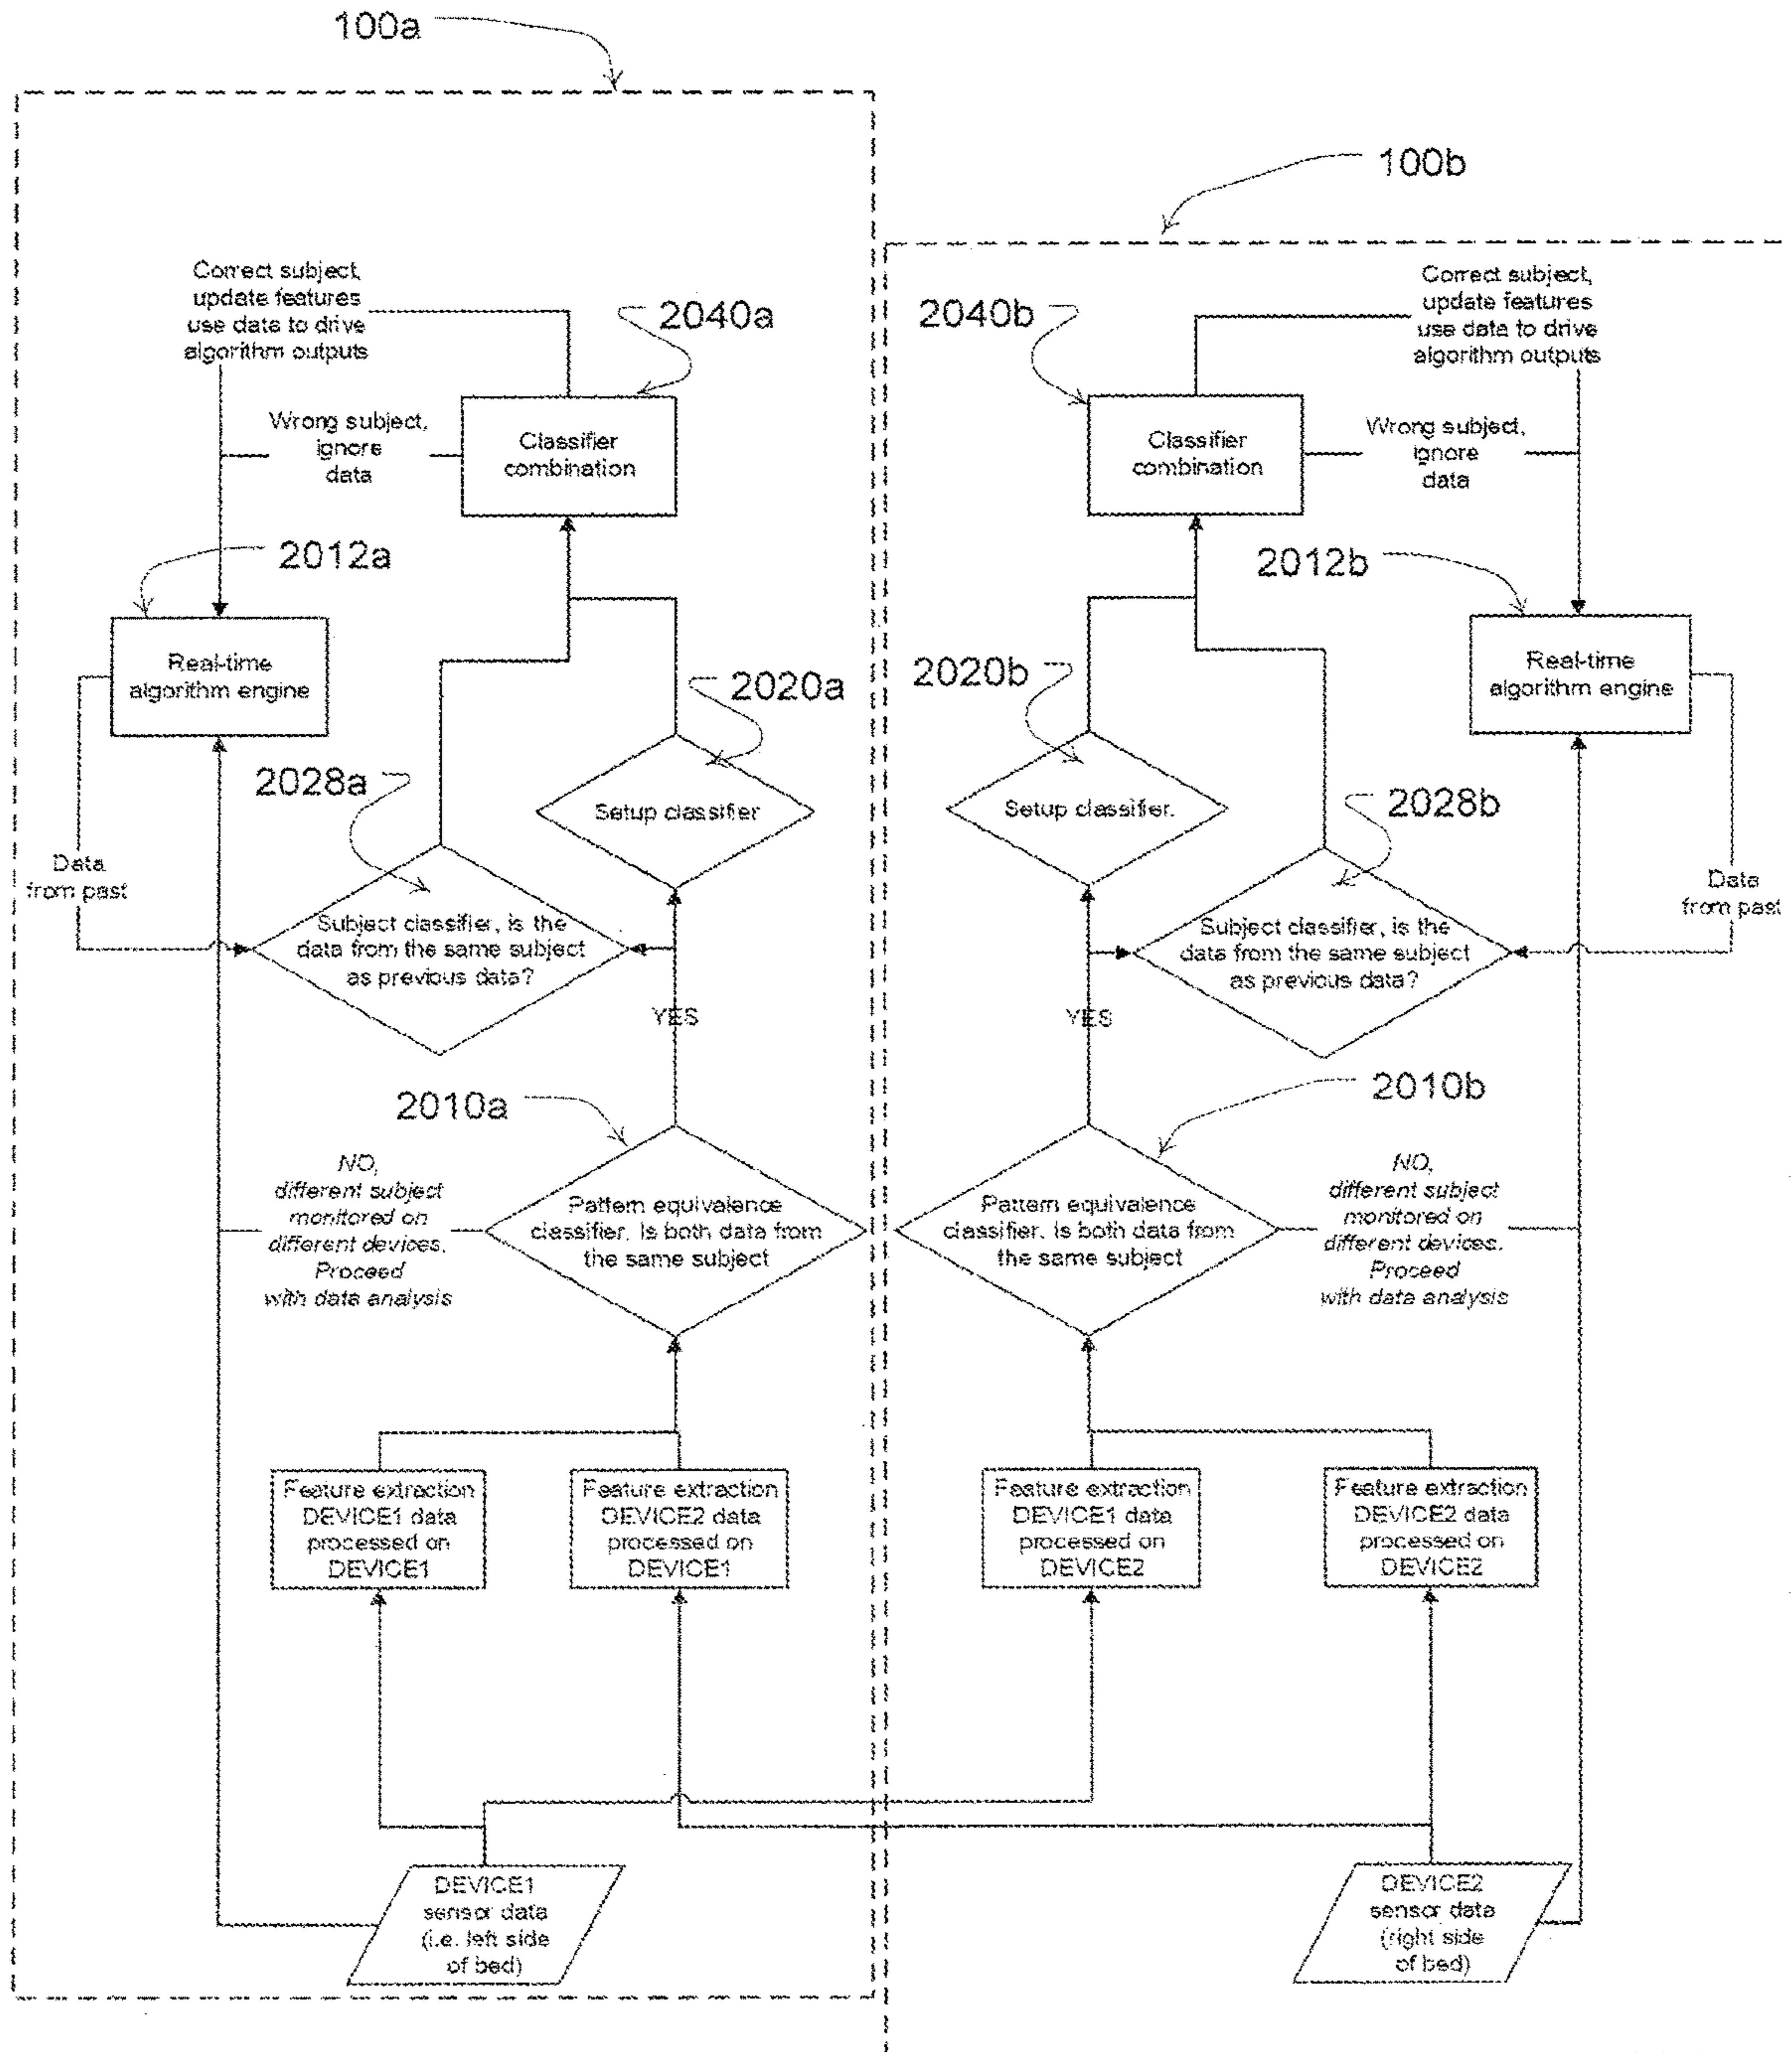 100a
100b
Correct subject,
update features
use data to drive
algorithm outputs
2040a
Wrong subject,
ignore
data
Classifier
combination
2012a
Real-time
algorithm engine
2020a
2028a
Setup classifier
Data
from past
Subject classifier, is the
data from the same subject
as previous data?
YES
2010a
NO,
different subject
monitored on
different devices.
Proceed
with data analysis
Pattern equivalence
classifier. Is both data from
the same subject
Feature extraction
DEVICE1 data
processed on
DEVICE1
Feature extraction
DEVICE2 data
processed on
DEVICE1
DEVICE1
sensor data
(i.e. left side
of bed)
2040b
Correct subject,
update features
use data to drive
algorithm outputs
Classifier
combination
Wrong subject,
ignore
data
2012b
2020b
Real-time
algorithm engine
Setup classifier.
2028b
Data
from past
Subject classifier, is the
data from the same subject
as previous data?
YES
2010b
Pattern equivalence
classifier. Is both data from
the same subject
NO,
different subject
monitored on
different devices.
Proceed
with data analysis
Feature extraction
DEVICE1 data
processed on
DEVICE2
Feature extraction
DEVICE2 data
processed on
DEVICE2
DEVICE2
sensor data
(right side
of bed)